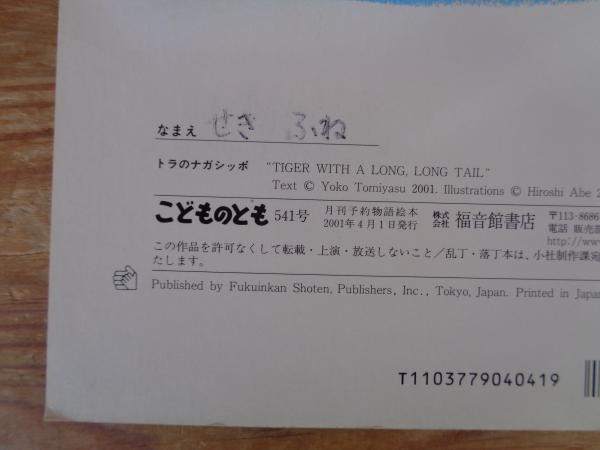 なまえ せき ふね
トラのナガシッポ "TIGER WITH A LONG, LONG TAIL"
Text © Yoko Tomiyasu 2001. Illustrations © Hiroshi Abe 2
こどものとも 541号 月刊予約物語絵本 2001年4月1日発行 株式会社 福音館書店 〒113-8686
電話 販売部
http://www
この作品を許可なくして転載・上演・放送しないこと/乱丁・落丁本は、小社制作課宛
たします。
Published by Fukuinkan Shoten, Publishers, Inc., Tokyo, Japan. Printed in Japan
T1103779040419